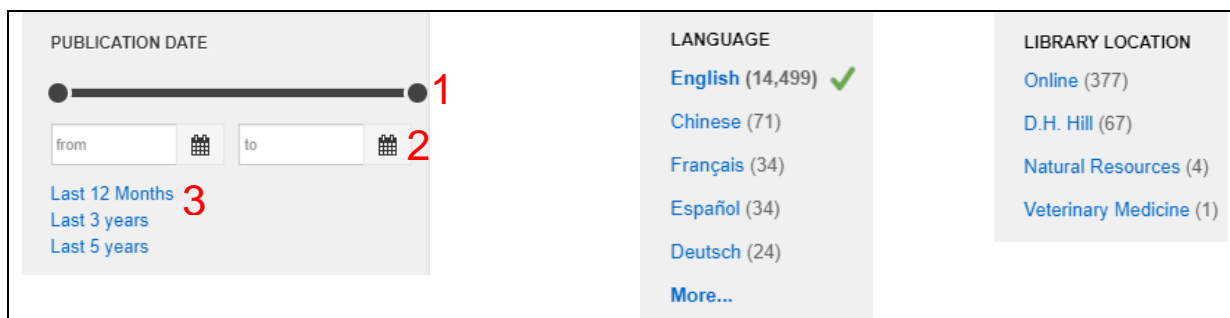 PUBLICATION DATE
1
from
to
2
Last 12 Months
3
Last 3 years
Last 5 years
LANGUAGE
English (14,499)
Chinese (71)
Français (34)
Español (34)
Deutsch (24)
More...
LIBRARY LOCATION
Online (377)
D.H. Hill (67)
Natural Resources (4)
Veterinary Medicine (1)